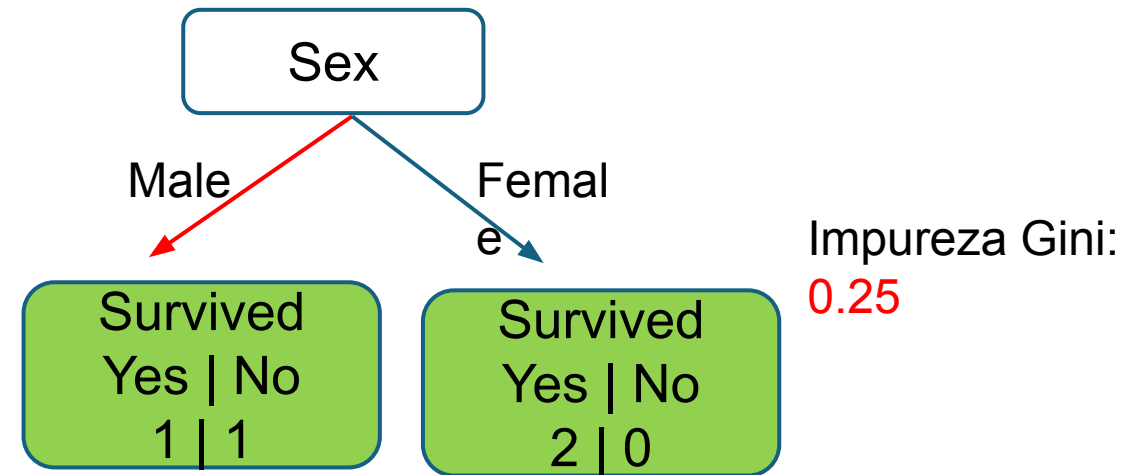 Sex
Male
Femal
e
Impureza Gini:
0.25
Survived
Yes | No
1 | 1
Survived
Yes | No
2 | 0